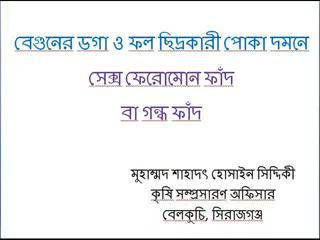 বেগুনের ডগা ও ফল ছিদ্রকারী পোকা দমনে
সেক্স ফেরোমোন ফাঁদ
বা গন্ধ ফাঁদ
মুহাম্মদ শাহাদৎ হোসাইন সিদ্দিকী
কৃষি সম্প্রসারণ অফিসার
বেলকুচি, সিরাজগঞ্জ